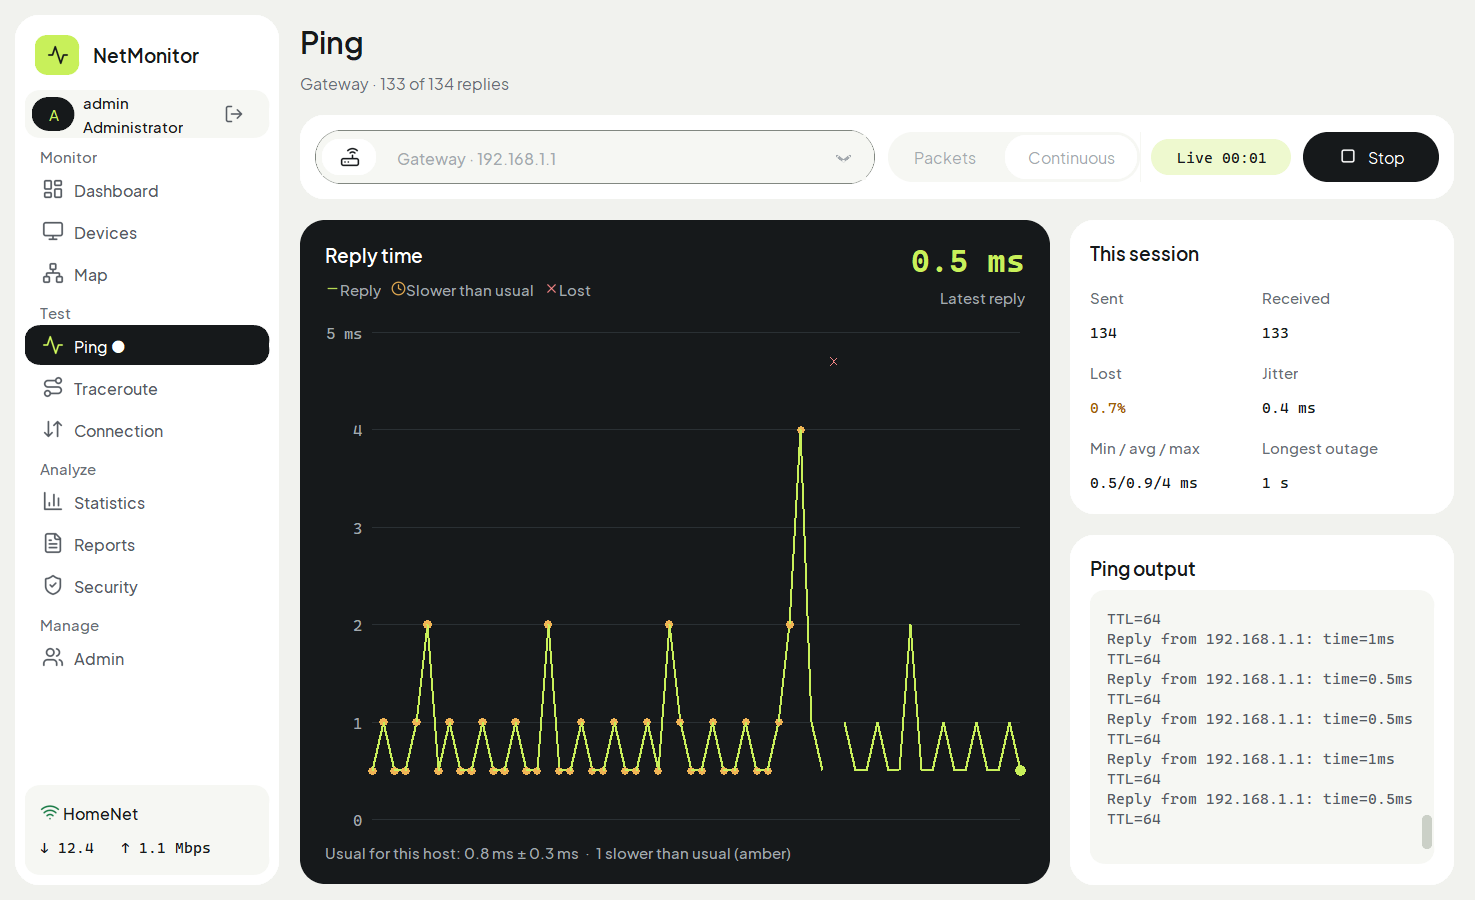 NetMonitor
A
admin
Administrator
Monitor
Dashboard
Devices
Map
Test
Ping
Traceroute
Connection
Analyze
Statistics
Reports
Security
Manage
Admin
HomeNet
↓ 12.4 ↑ 1.1 Mbps
Ping
Gateway · 133 of 134 replies
Gateway · 192.168.1.1
Packets
Continuous
Live 00:01
Stop
Reply time
Reply Slower than usual Lost
0.5 ms
Latest reply
5 ms
4
3
2
1
0
Usual for this host: 0.8 ms ± 0.3 ms · 1 slower than usual (amber)
This session
Sent Received
134 133
Lost Jitter
0.7% 0.4 ms
Min / avg / max Longest outage
0.5/0.9/4 ms 1 s
Ping output
TTL=64
Reply from 192.168.1.1: time=1ms
TTL=64
Reply from 192.168.1.1: time=0.5ms
TTL=64
Reply from 192.168.1.1: time=0.5ms
TTL=64
Reply from 192.168.1.1: time=1ms
TTL=64
Reply from 192.168.1.1: time=0.5ms
TTL=64